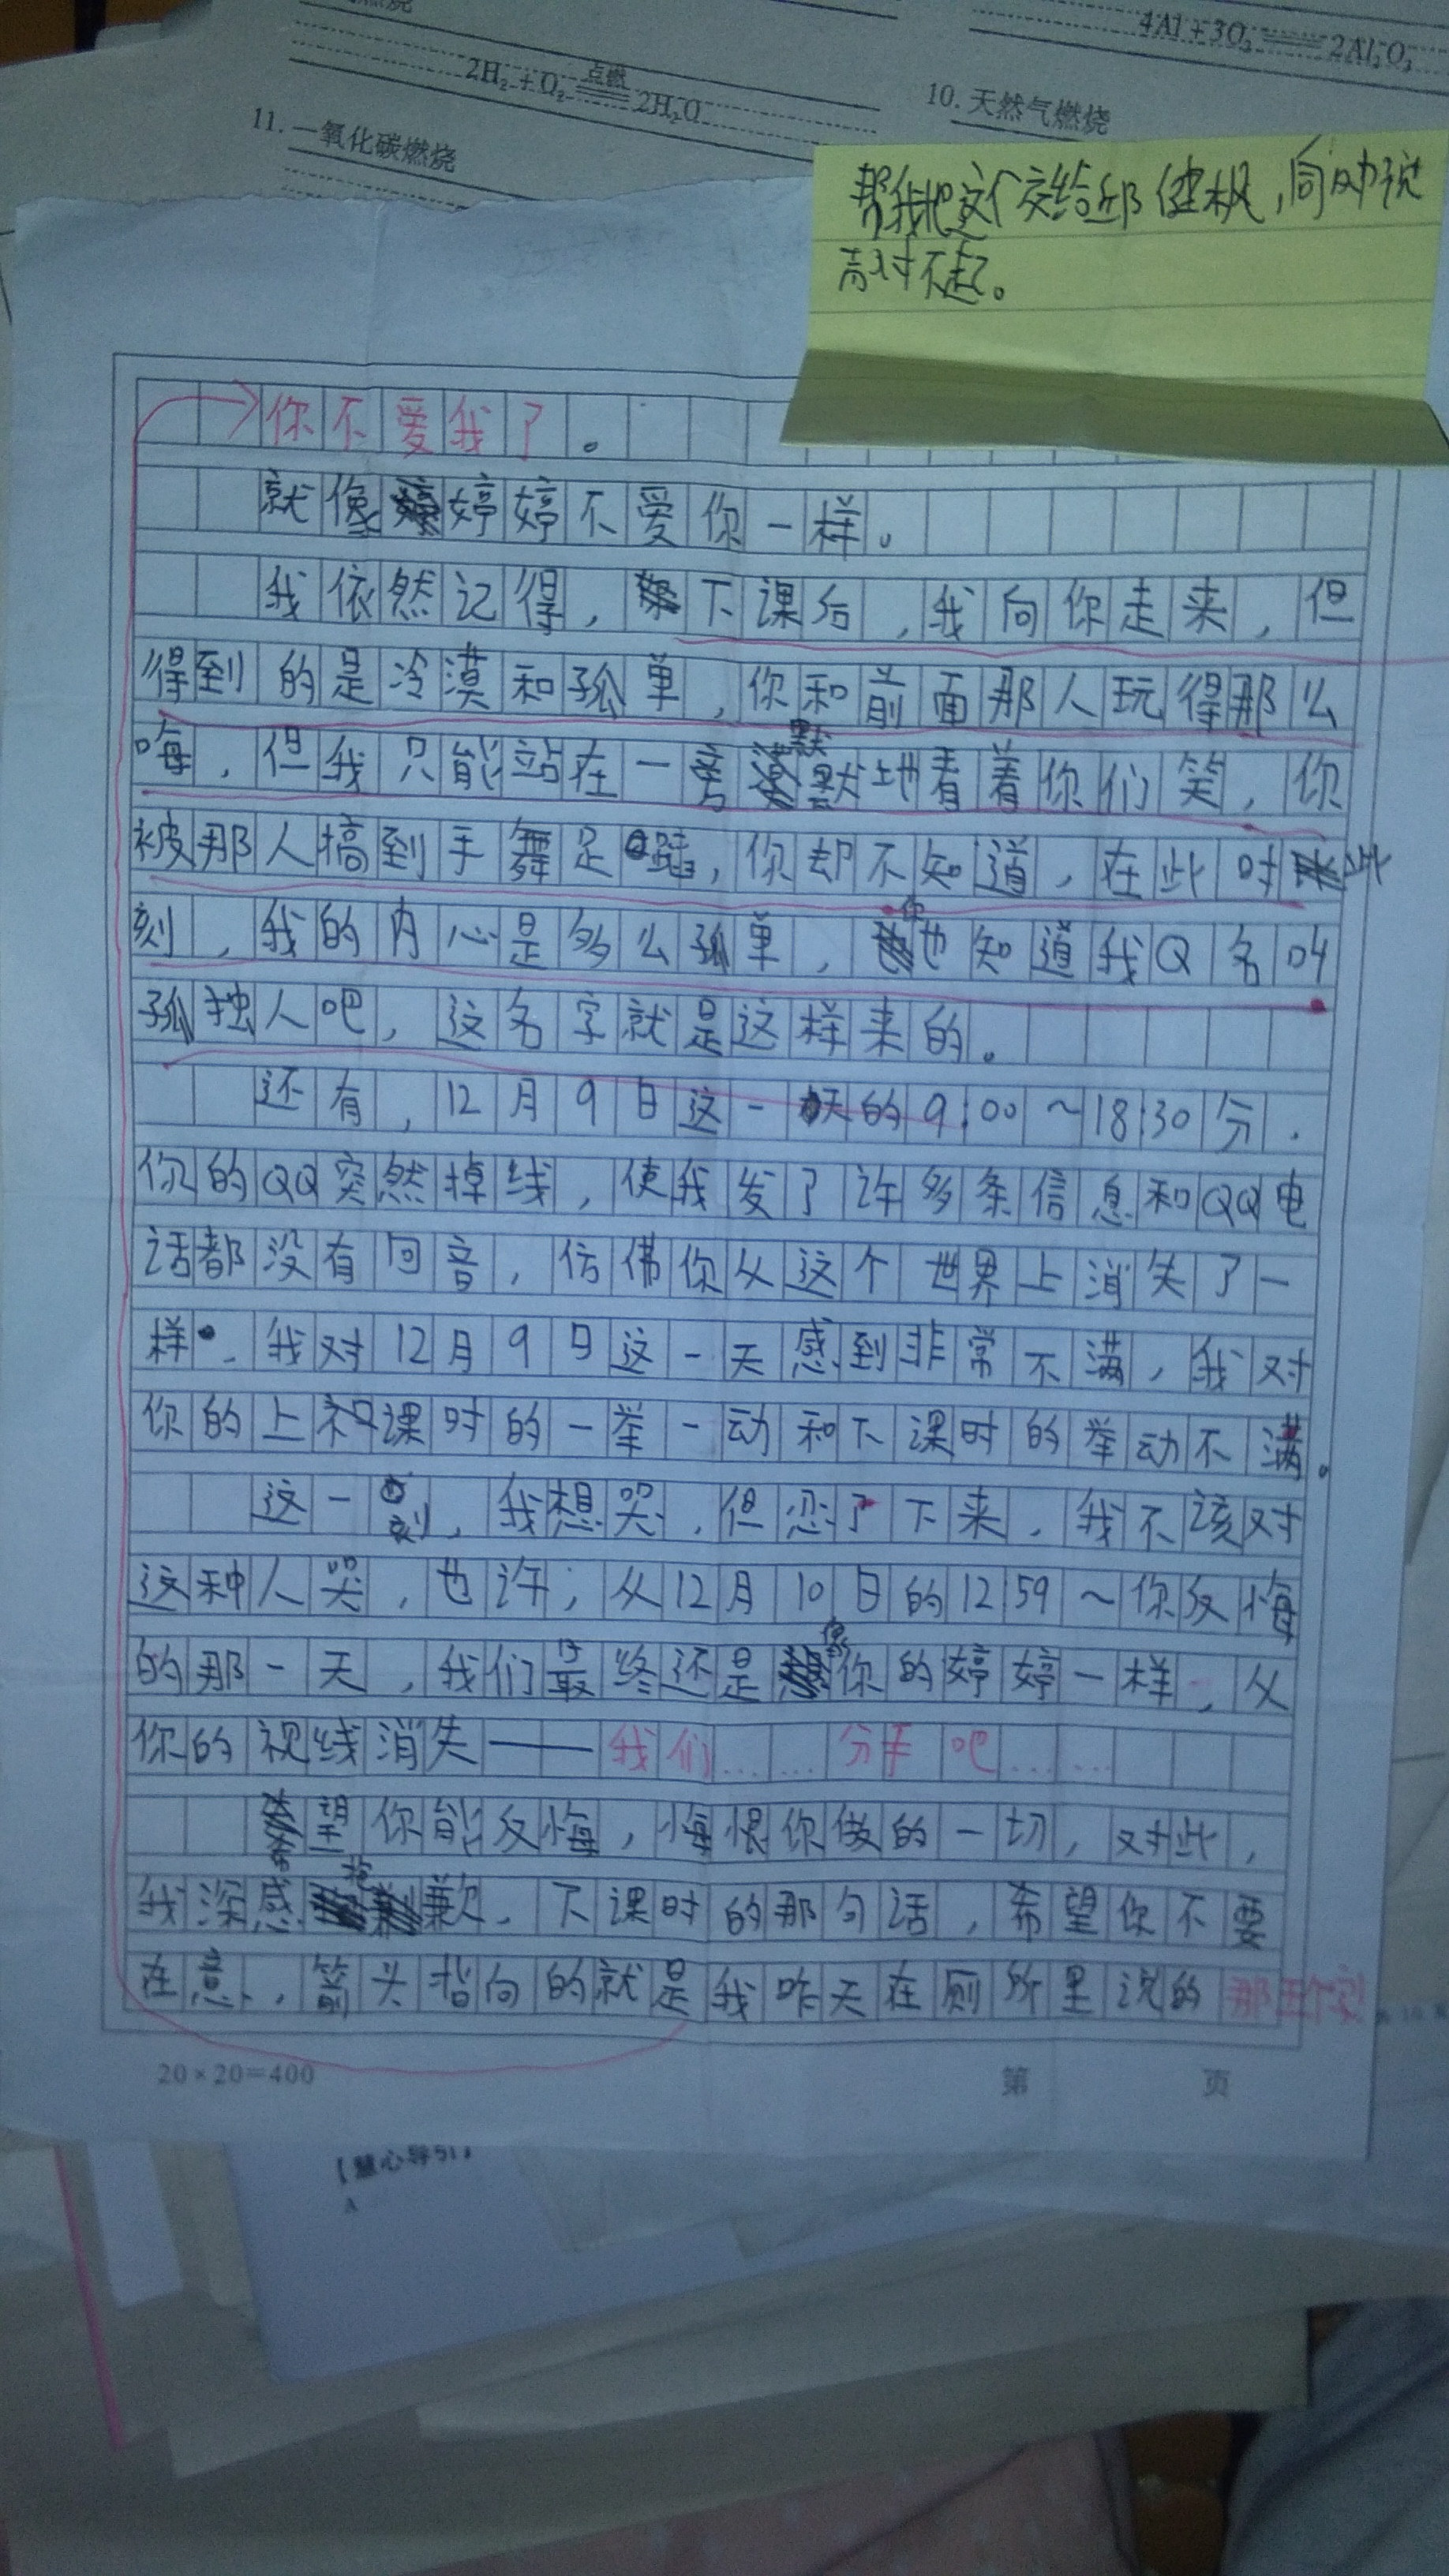 燃烧
4Al + 3O₂ ═══ 2Al₂O₃
2H₂ + O₂ ═点燃═ 2H₂O
10. 天然气燃烧
11. 一氧化碳燃烧
帮我把这个交给邱健枫,同时说
声对不起。
你不爱我了。
就像婷婷不爱你一样。
我依然记得,下课后,我向你走来,但
得到的是冷漠和孤单,你和前面那人玩得那么
嗨,但我只能站在一旁默默地看着你们笑,你
被那人搞到手舞足蹈,你却不知道,在此时此
刻,我的内心是多么孤单,你也知道我Q名叫
孤独人吧,这名字就是这样来的。
还有,12月9日这一天的9:00~18:30分.
你的QQ突然掉线,使我发了许多条信息和QQ电
话都没有回音,仿佛你从这个世界上消失了一
样。我对12月9日这一天感到非常不满,我对
你的上课时的一举一动和下课时的举动不满。
这一刻,我想哭,但忍了下来,我不该对
这种人哭,也许;从12月10日的12:59~你反悔
的那一天,我们最终还是像你的婷婷一样,从
你的视线消失——我们……分手吧……
希望你能反悔,悔恨你做的一切,对此,
我深感抱歉,下课时的那句话,希望你不要
在意,箭头指向的就是我昨天在厕所里说的那五个字
20×20=400
第 页
【慧心导引】
A